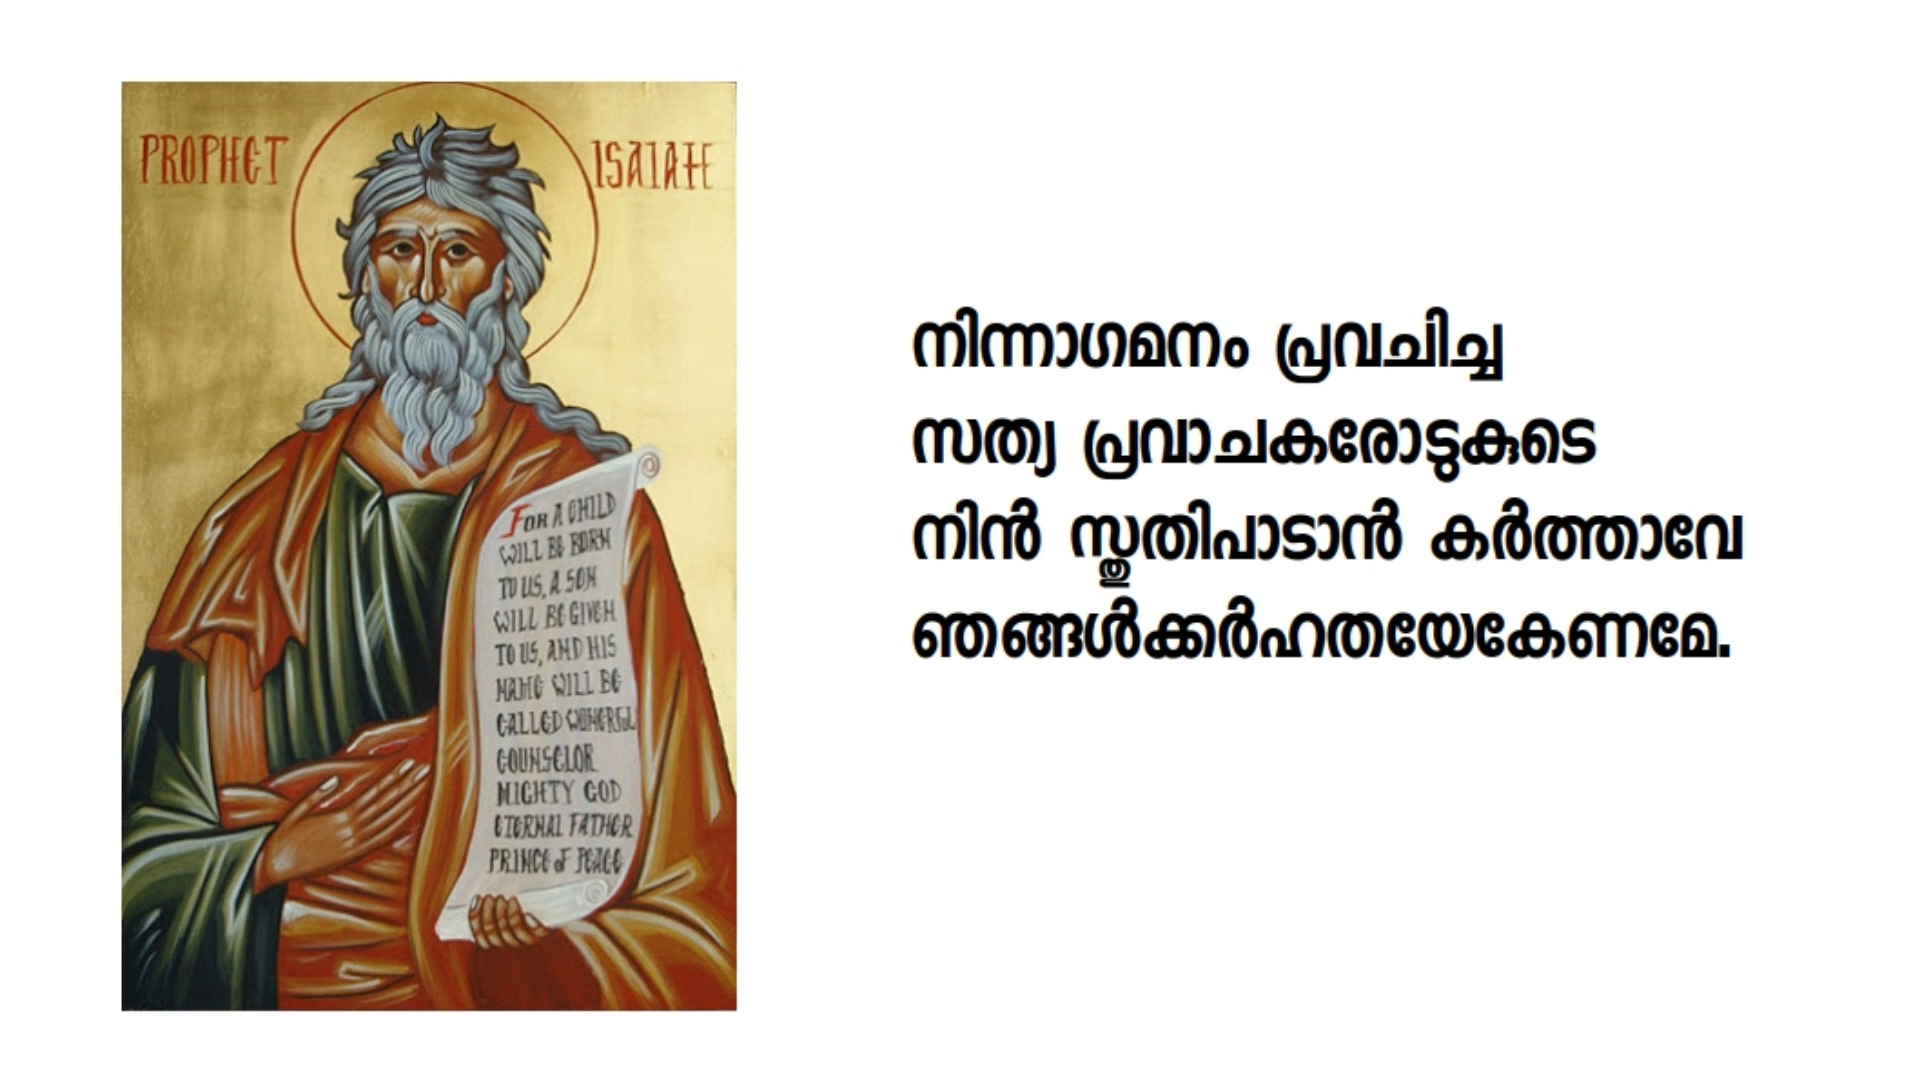 PROPHET ISAIAH
FOR A CHILD
WILL BE BORN
TO US, A SON
WILL BE GIVEN
TO US, AND HIS
NAME WILL BE
CALLED WONERFUL
COUNSELOR
MIGHTY GOD
ETERNAL FATHER
PRINCE OF PEACE
നിന്നാഗമനം പ്രവചിച്ച
സത്യ പ്രവാചകരോടുകുടെ
നിൻ സ്തുതിപാടാൻ കർത്താവേ
ഞങ്ങൾക്കർഹതയേകേണമേ.